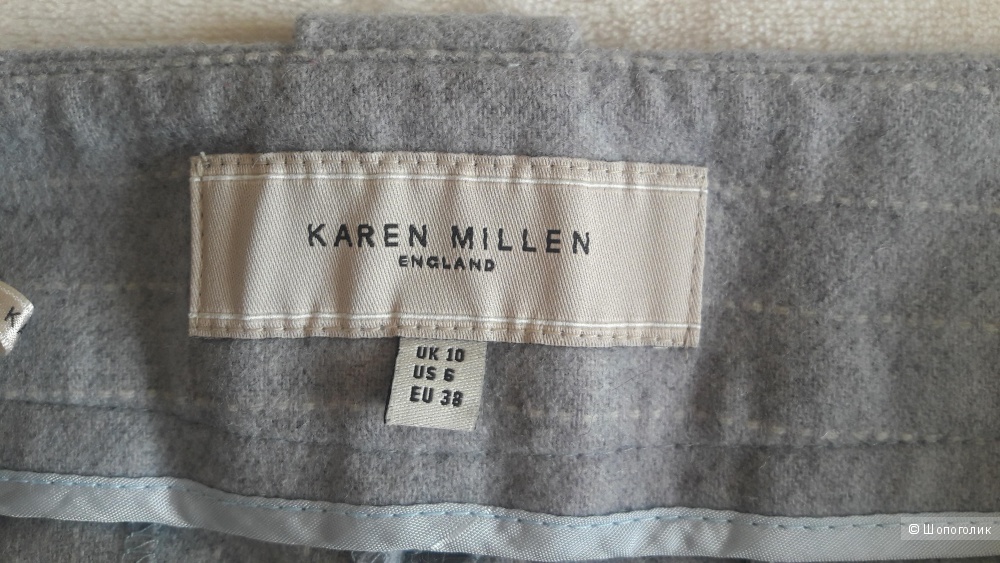 KAREN MILLEN
ENGLAND
UK 10
US 6
EU 38
K
© Шопоголик